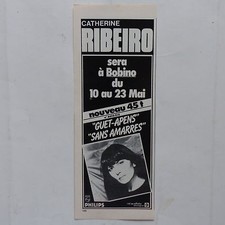 CATHERINE
RIBEIRO
sera
à Bobino
du
10 au 23 Mai
nouveau 45 t
"GUET-APENS"
"SANS AMARRES"
PHILIPS